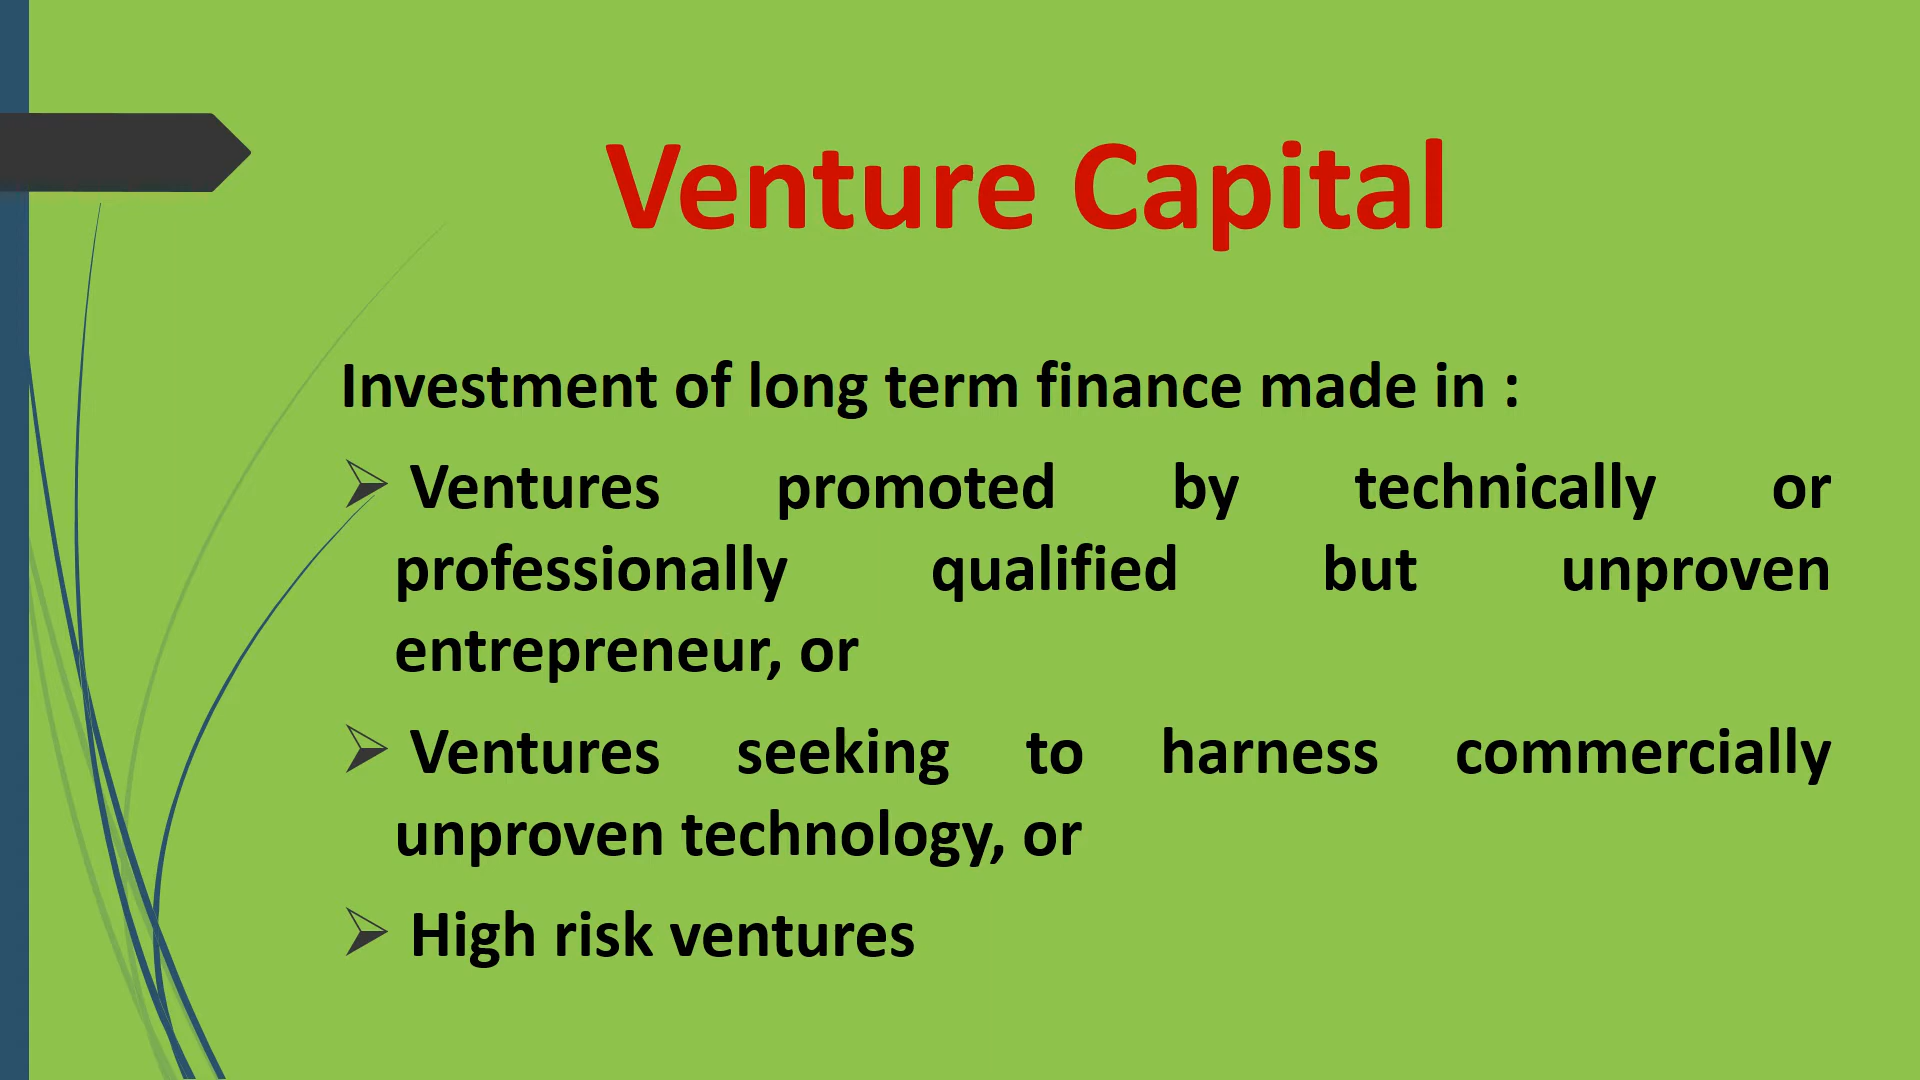 Venture Capital
Investment of long term finance made in :
Ventures promoted by technically or
professionally qualified but unproven
entrepreneur, or
Ventures seeking to harness commercially
unproven technology, or
High risk ventures